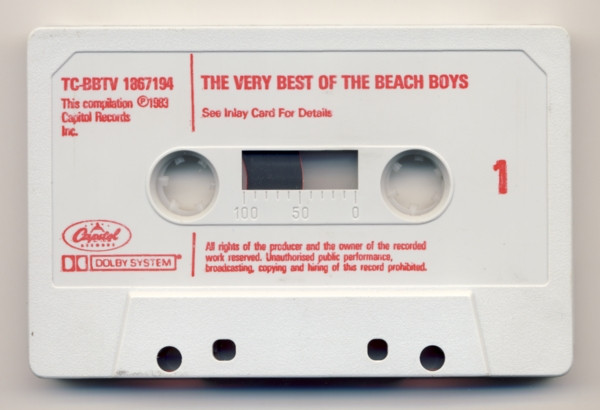 TC-BBTV 1867194
This compilation Ⓟ1983
Capitol Records
Inc.
THE VERY BEST OF THE BEACH BOYS
See Inlay Card For Details
1
100 50 0
Capitol
RECORDS
DOLBY SYSTEM®
All rights of the producer and the owner of the recorded
work reserved. Unauthorised public performance,
broadcasting, copying and hiring of this record prohibited.